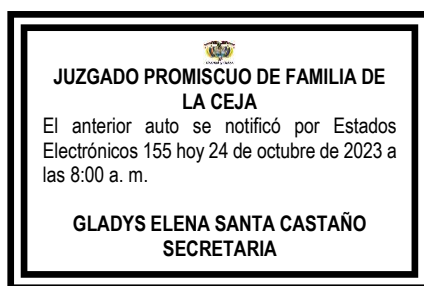 JUZGADO PROMISCUO DE FAMILIA DE
LA CEJA
El anterior auto se notificó por Estados
Electrónicos 155 hoy 24 de octubre de 2023 a
las 8:00 a. m.
GLADYS ELENA SANTA CASTAÑO
SECRETARIA